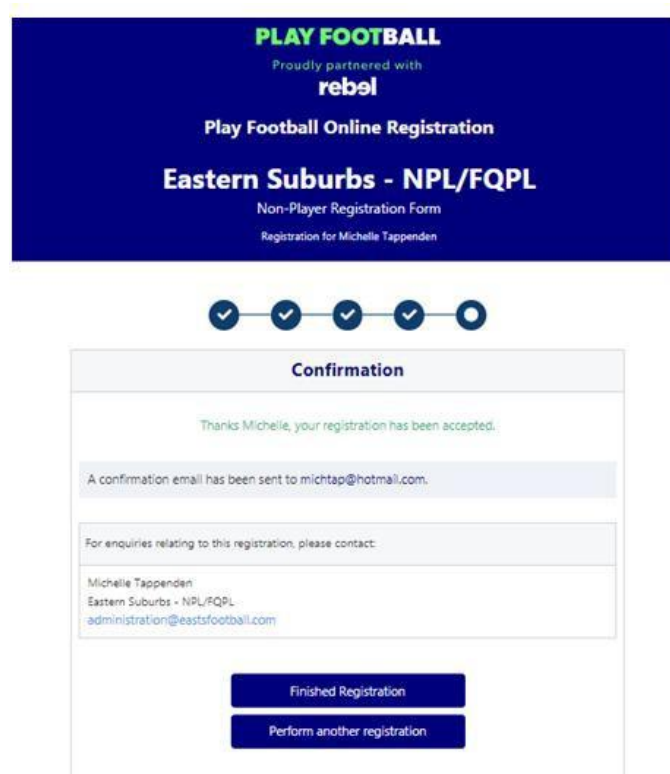 PLAY FOOTBALL
Proudly partnered with
rebel
Play Football Online Registration
Eastern Suburbs - NPL/FQPL
Non-Player Registration Form
Registration for Michelle Tappenden
Confirmation
Thanks Michelle, your registration has been accepted.
A confirmation email has been sent to michtap@hotmail.com.
For enquiries relating to this registration, please contact:
Michelle Tappenden
Eastern Suburbs - NPL/FQPL
administration@eastsfootball.com
Finished Registration
Perform another registration